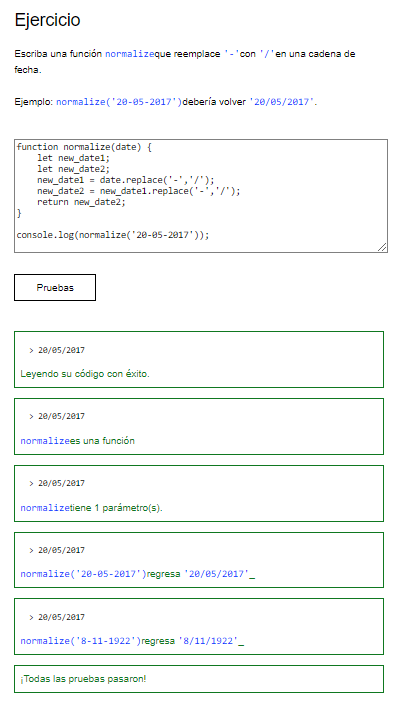 Ejercicio
Escriba una función normalizeque reemplace '-'con '/'en una cadena de
fecha.
Ejemplo: normalize('20-05-2017')debería volver '20/05/2017'.
function normalize(date) {
    let new_date1;
    let new_date2;
    new_date1 = date.replace('-','/');
    new_date2 = new_date1.replace('-','/');
    return new_date2;
}
console.log(normalize('20-05-2017'));
Pruebas
> 20/05/2017
Leyendo su código con éxito.
> 20/05/2017
normalizees una función
> 20/05/2017
normalizetiene 1 parámetro(s).
> 20/05/2017
normalize('20-05-2017')regresa '20/05/2017'_
> 20/05/2017
normalize('8-11-1922')regresa '8/11/1922'_
¡Todas las pruebas pasaron!